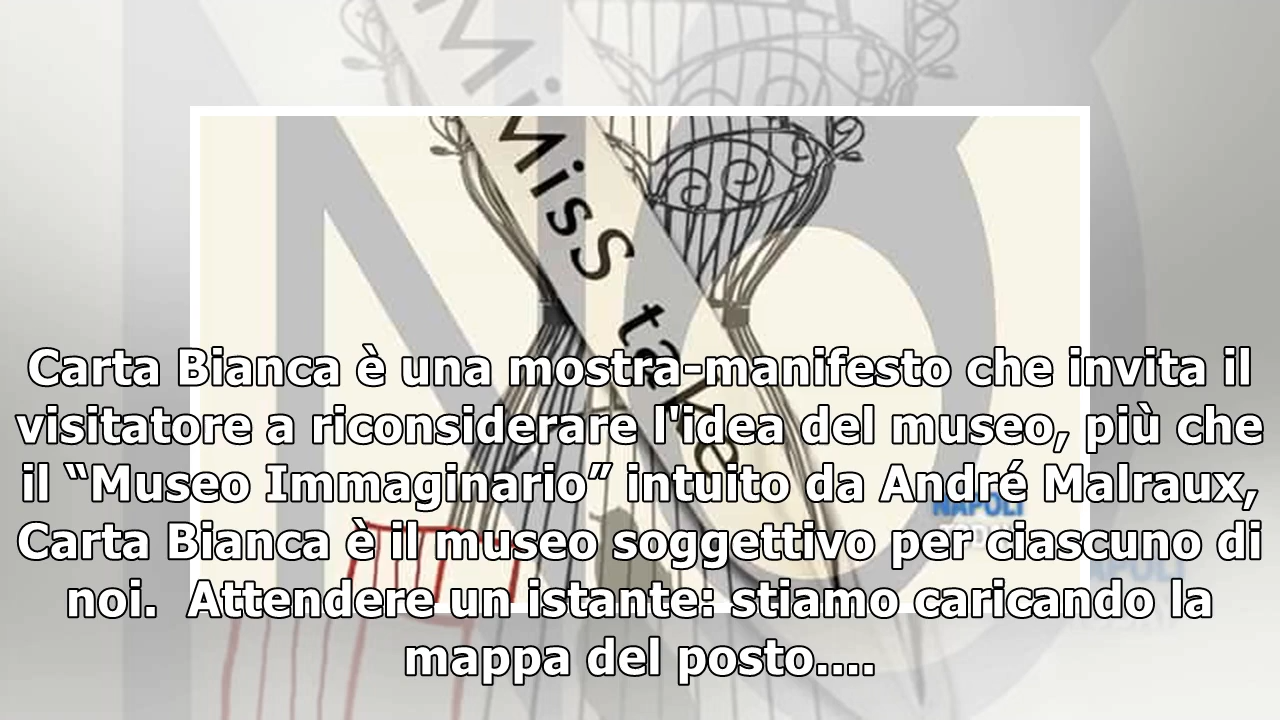 MisS take
Carta Bianca è una mostra-manifesto che invita il
visitatore a riconsiderare l'idea del museo, più che
il “Museo Immaginario” intuito da André Malraux,
NAPOLI
Carta Bianca è il museo soggettivo per ciascuno di
noi.  Attendere un istante: stiamo caricando la
mappa del posto....